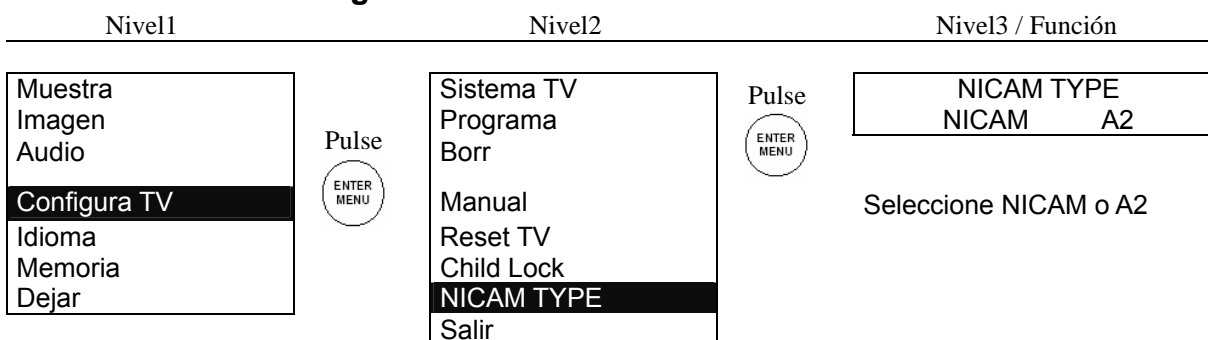 Nivel1 Nivel2 Nivel3 / Función
Muestra
Imagen
Audio
Configura TV
Idioma
Memoria
Dejar
Pulse
ENTER
MENU
Sistema TV
Programa
Borr
Manual
Reset TV
Child Lock
NICAM TYPE
Salir
Pulse
ENTER
MENU
NICAM TYPE
NICAM A2
Seleccione NICAM o A2